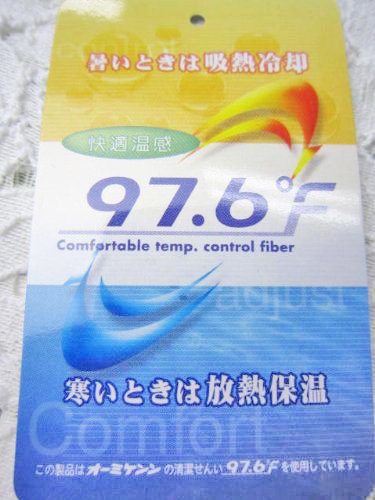 comfort
暑いときは吸熱冷却
快適温感
97.6°F
Comfortable temp. control fiber
adjust
寒いときは放熱保温
Comfort
この製品はオーミケンシの清潔せんい97.6°Fを使用しています。